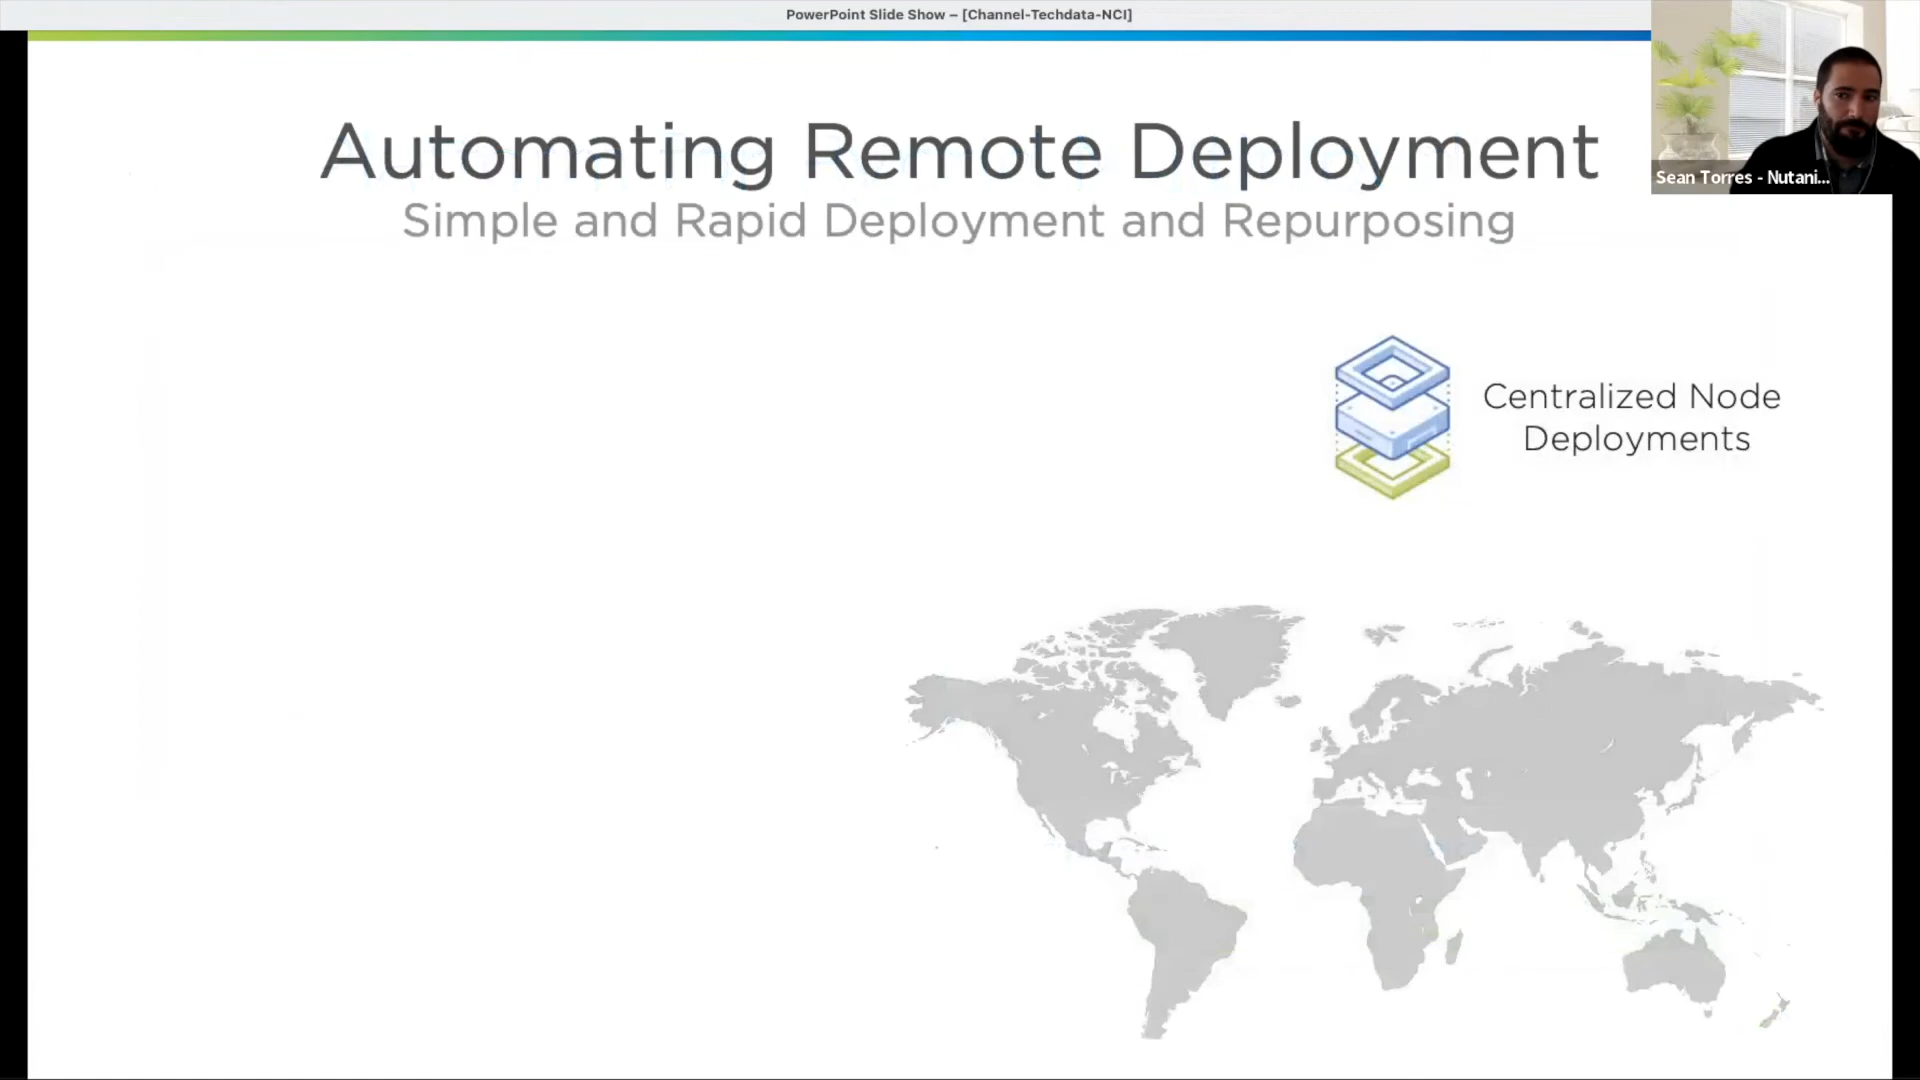 PowerPoint Slide Show – [Channel-Techdata-NCI]
Automating Remote Deployment
Simple and Rapid Deployment and Repurposing
Sean Torres - Nutani...
Centralized Node
Deployments